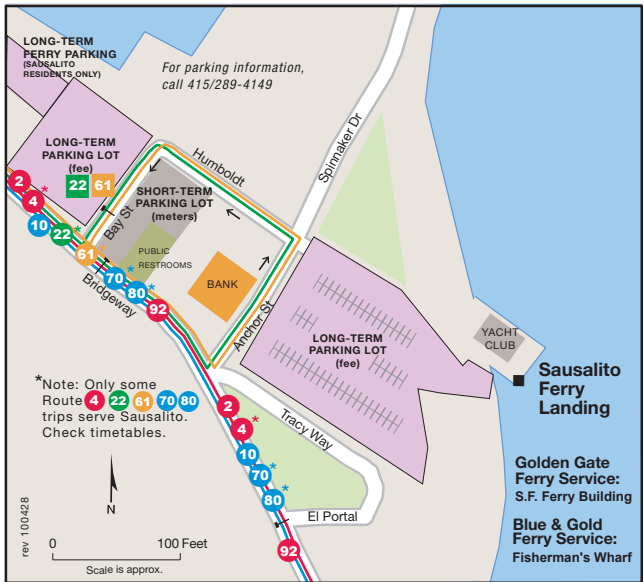 LONG-TERM
FERRY PARKING
(SAUSALITO
RESIDENTS ONLY)
For parking information,
call 415/289-4149
LONG-TERM
PARKING LOT
(fee)
22 61
2
4*
10
22*
61*
70*
80*
92
Humboldt
Spinnaker Dr
SHORT-TERM
PARKING LOT
(meters)
Bay St
PUBLIC
RESTROOMS
Bridgeway
BANK
Anchor St
LONG-TERM
PARKING LOT
(fee)
YACHT
CLUB
Sausalito
Ferry
Landing
*Note: Only some
Route 4 22 61 70 80
trips serve Sausalito.
Check timetables.
2
4*
10
70*
80*
92
Tracy Way
El Portal
Golden Gate
Ferry Service:
S.F. Ferry Building
Blue & Gold
Ferry Service:
Fisherman's Wharf
N
rev 100428
0 100 Feet
Scale is approx.